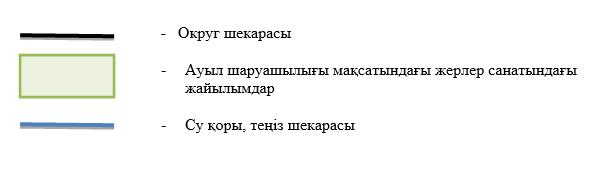 - Округ шекарасы
- Ауыл шаруашылығы мақсатындағы жерлер санатындағы
жайылымдар
- Су қоры, теңіз шекарасы